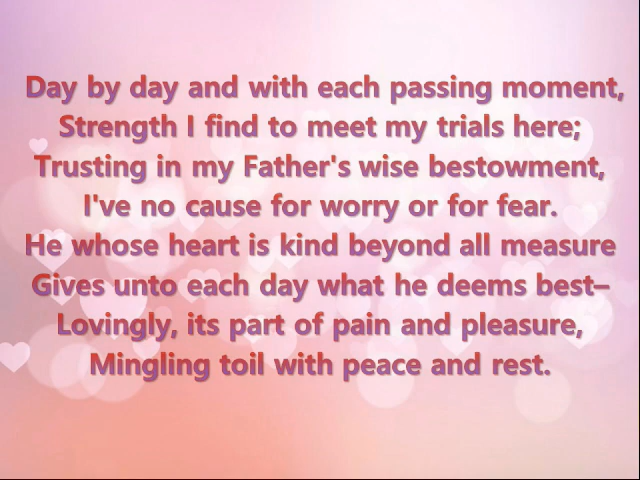 Day by day and with each passing moment,
Strength I find to meet my trials here;
Trusting in my Father's wise bestowment,
I've no cause for worry or for fear.
He whose heart is kind beyond all measure
Gives unto each day what he deems best–
Lovingly, its part of pain and pleasure,
Mingling toil with peace and rest.